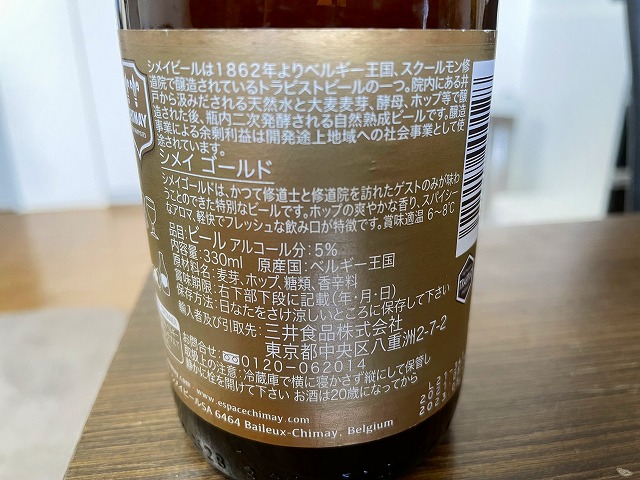 シメイビールは1862年よりベルギー王国、スクールモン修
道院で醸造されているトラピストビールの一つ。院内にある井
戸から汲みだされる天然水と大麦麦芽、酵母、ホップ等で醸
造された後、瓶内二次発酵される自然熟成ビールです。醸造
事業による余剰利益は開発途上地域への社会事業として使
途されています。
シメイ ゴールド
シメイゴールドは、かつて修道士と修道院を訪れたゲストのみが味わ
うことのできた特別なビールです。ホップの爽やかな香り、スパイシー
なアロマ、軽快でフレッシュな飲み口が特徴です。賞味適温 6~8℃
品目:ビール アルコール分:5%
内容量:330ml 原産国:ベルギー王国
原材料名:麦芽、ホップ、糖類、香辛料
賞味期限:右下部下段に記載(年・月・日)
保存方法:日なたをさけ涼しいところに保存して下さい
輸入者及び引取先:三井食品株式会社
東京都中央区八重洲2-7-2
お問合せ:0120-062014
取扱上の注意:冷蔵庫で横に寝かさず縦にして保管し
静かに栓を開けて下さい お酒は20歳になってから
www.espacechimay.com
SA 6464 Baileux-Chimay, Belgium